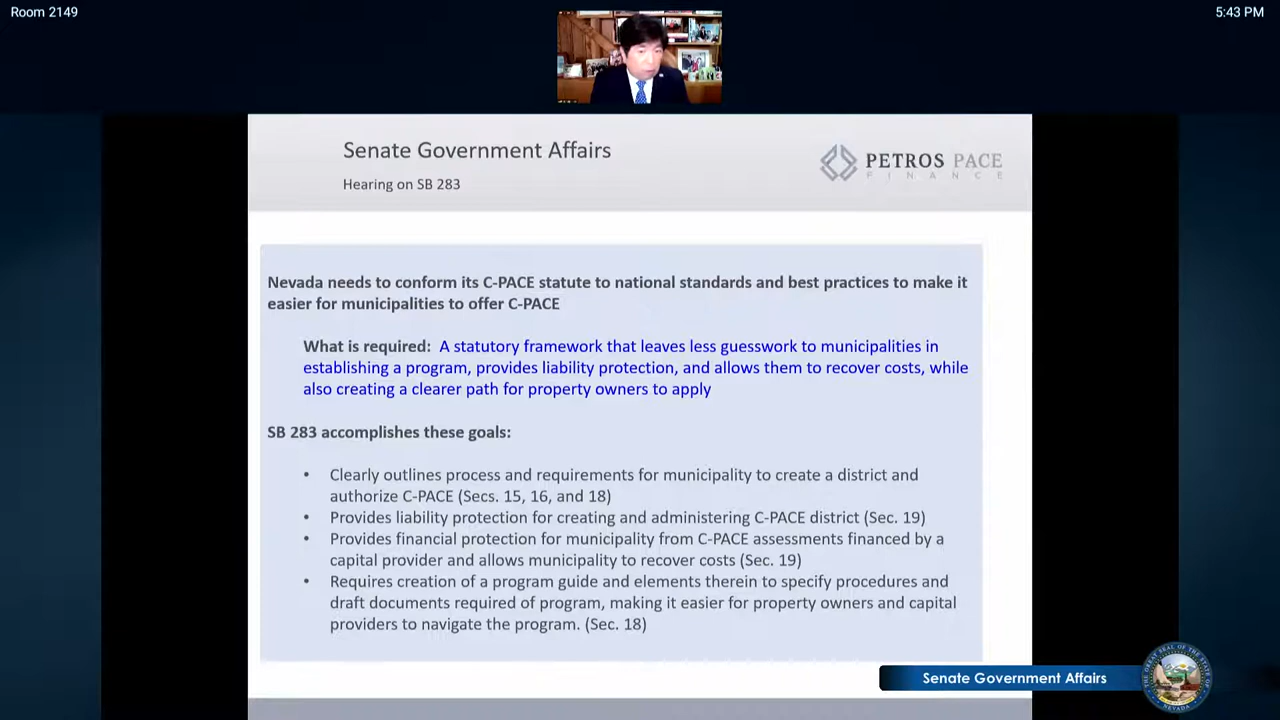 Room 2149
5:43 PM
Senate Government Affairs
Hearing on SB 283
PETROS PACE
FINANCE
Nevada needs to conform its C-PACE statute to national standards and best practices to make it
easier for municipalities to offer C-PACE
What is required: A statutory framework that leaves less guesswork to municipalities in
establishing a program, provides liability protection, and allows them to recover costs, while
also creating a clearer path for property owners to apply
SB 283 accomplishes these goals:
• Clearly outlines process and requirements for municipality to create a district and
authorize C-PACE (Secs. 15, 16, and 18)
• Provides liability protection for creating and administering C-PACE district (Sec. 19)
• Provides financial protection for municipality from C-PACE assessments financed by a
capital provider and allows municipality to recover costs (Sec. 19)
• Requires creation of a program guide and elements therein to specify procedures and
draft documents required of program, making it easier for property owners and capital
providers to navigate the program. (Sec. 18)
Senate Government Affairs
THE GREAT SEAL OF THE STATE OF
NEVADA